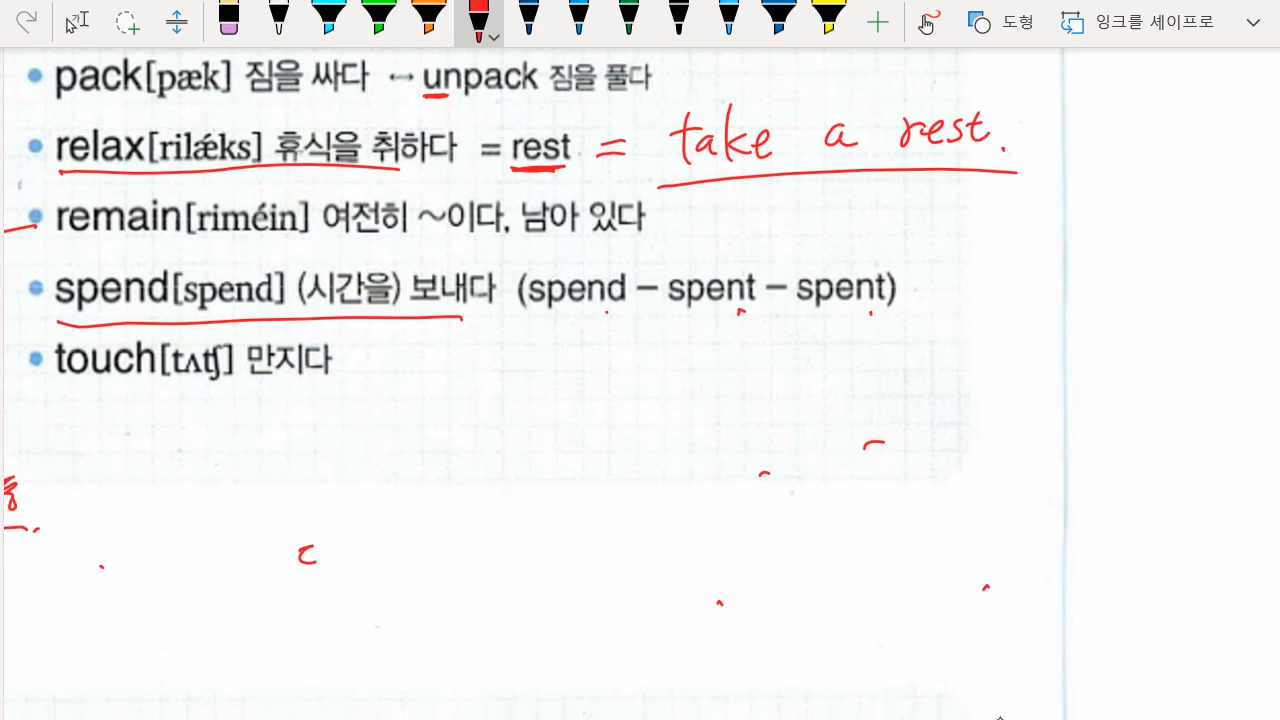 도형 잉크를 셰이프로
• pack[pæk] 짐을 싸다 ↔ unpack 짐을 풀다
• relax[rilǽks] 휴식을 취하다 = rest = take a rest.
• remain[riméin] 여전히 ～이다, 남아 있다
• spend[spend] (시간을) 보내다 (spend – spent – spent)
• touch[tʌtʃ] 만지다